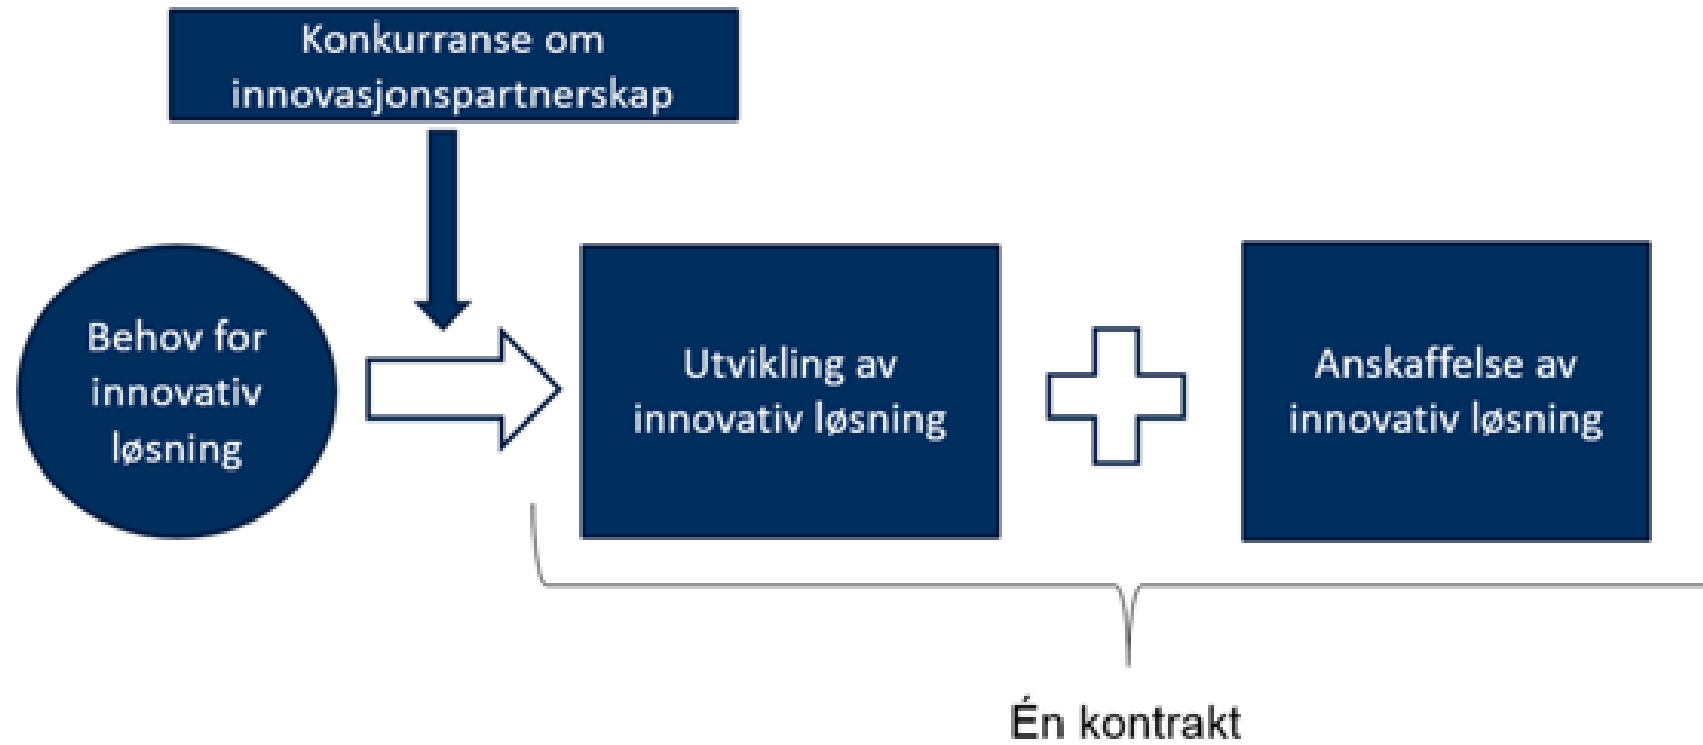 Konkurranse om
innovasjonspartnerskap
Behov for
innovativ
løsning
Utvikling av
innovativ løsning
Anskaffelse av
innovativ løsning
Én kontrakt